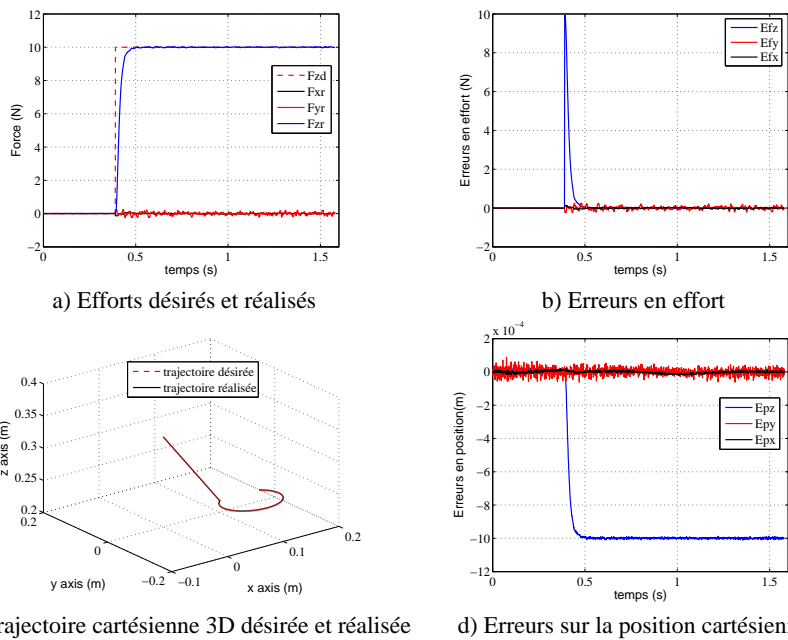 12
10
8
6
4
2
0
−2
0
0.5
1
1.5
Force (N)
temps (s)
Fzd
Fxr
Fyr
Fzr
a) Efforts désirés et réalisés
10
8
6
4
2
0
−2
0
0.5
1
1.5
Erreurs en effort (N)
temps (s)
Efz
Efy
Efx
b) Erreurs en effort
0.4
0.35
0.3
0.25
0.2
0.2
0
−0.2
−0.1
0
0.1
0.2
z axis (m)
y axis (m)
x axis (m)
trajectoire désirée
trajectoire réalisée
rajectoire cartésienne 3D désirée et réalisée
x 10⁻⁴
2
0
−2
−4
−6
−8
−10
−12
0
0.5
1
1.5
Erreurs en position(m)
temps (s)
Epz
Epy
Epx
d) Erreurs sur la position cartésien